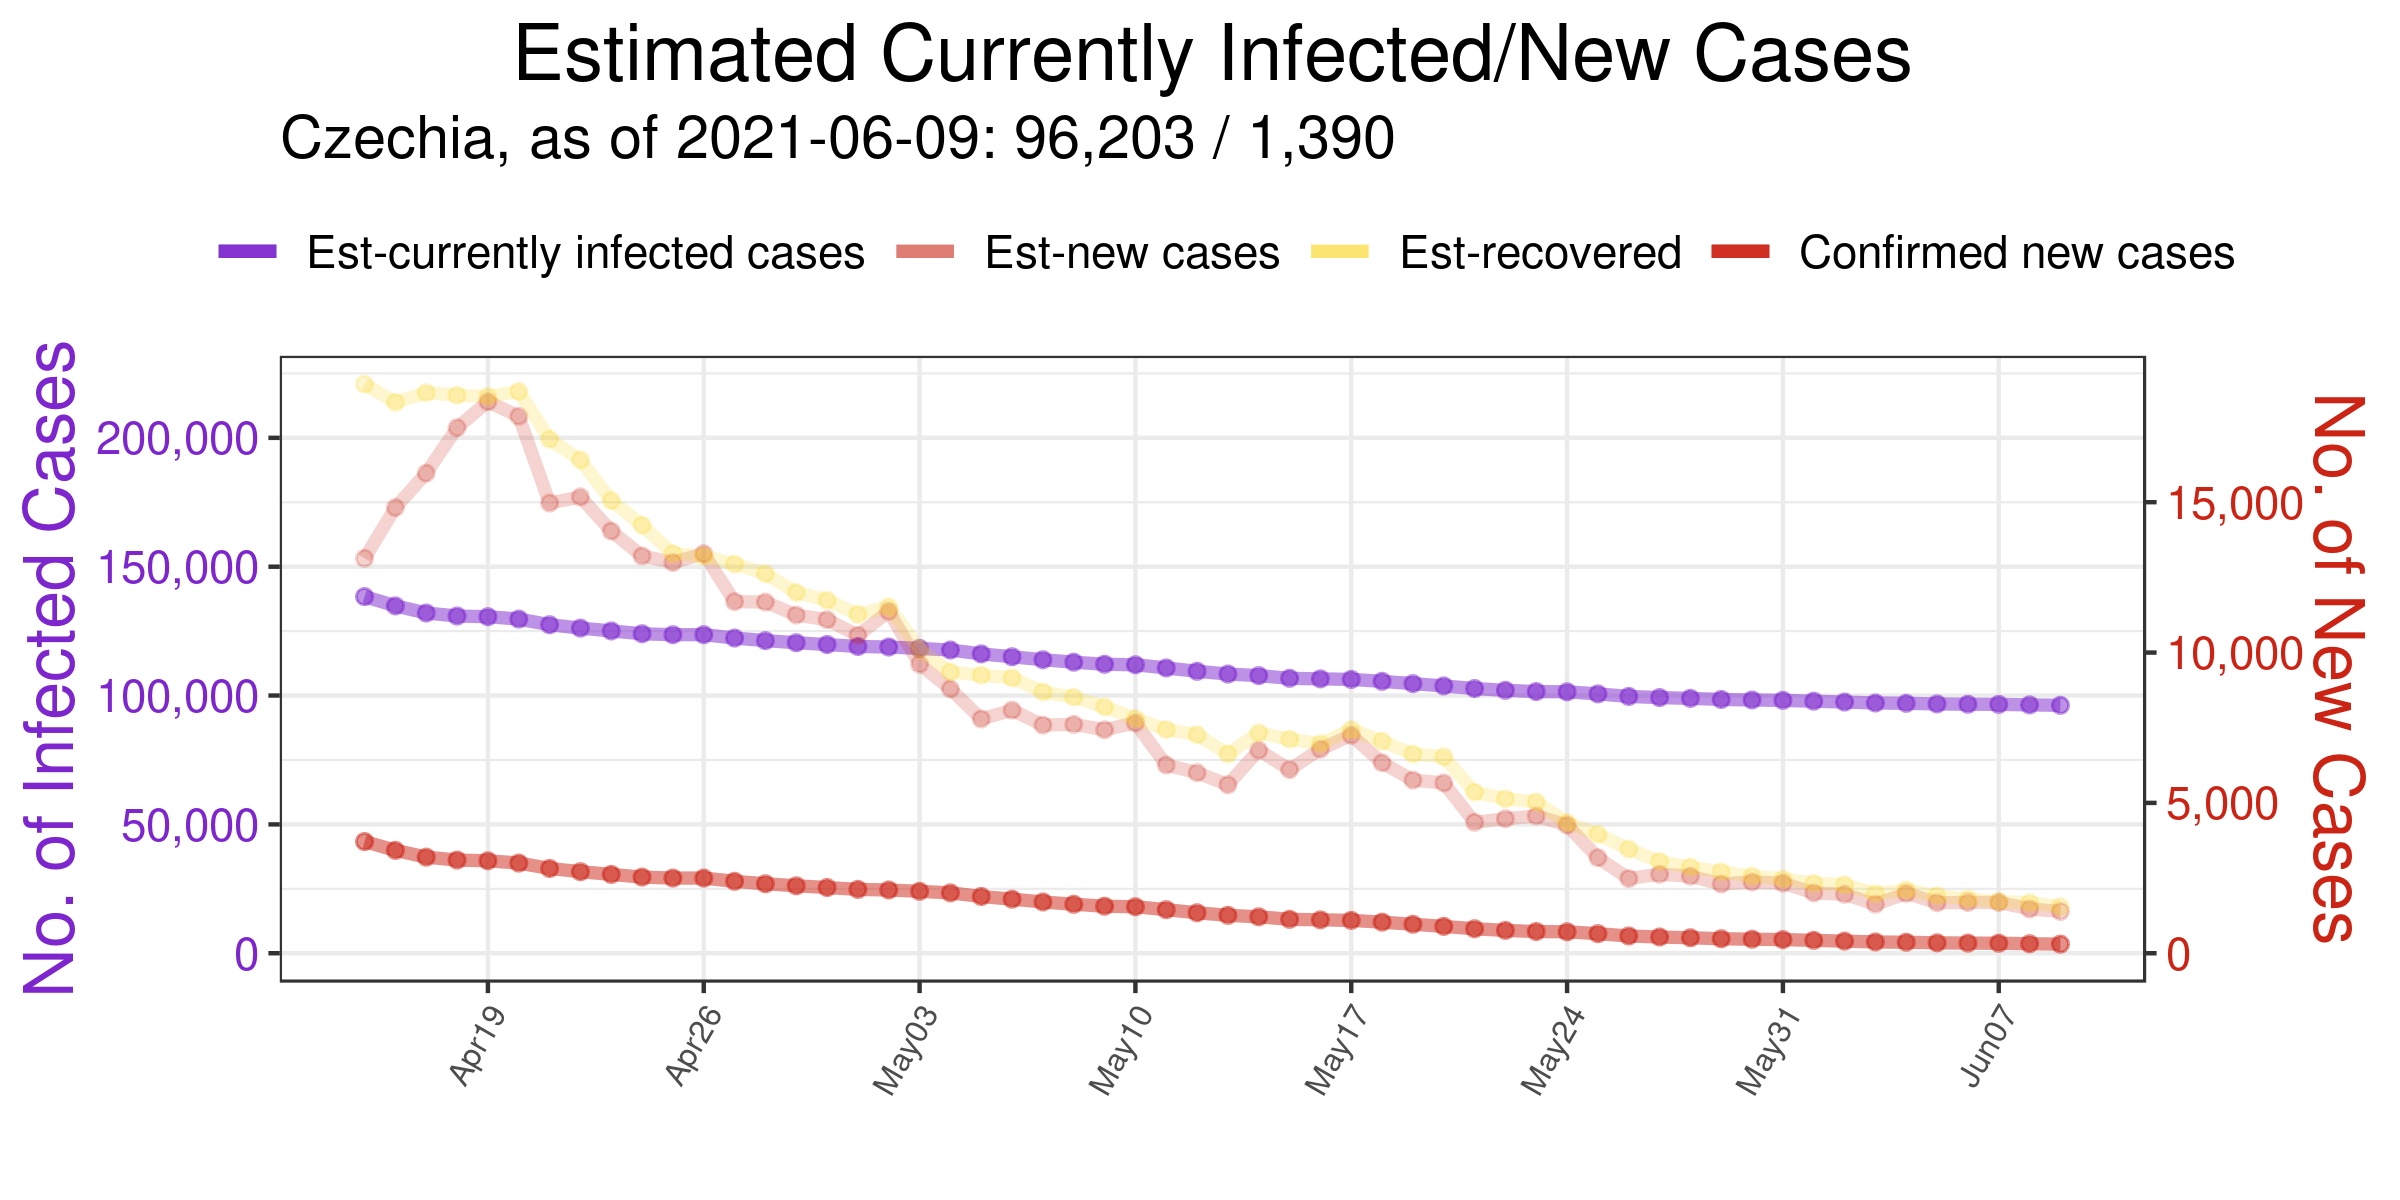 Estimated Currently Infected/New Cases
Czechia, as of 2021-06-09: 96,203 / 1,390
Est-currently infected cases Est-new cases Est-recovered Confirmed new cases
No. of Infected Cases
200,000
150,000
100,000
50,000
0
15,000
10,000
5,000
0
No. of New Cases
Apr19 Apr26 May03 May10 May17 May24 May31 Jun07